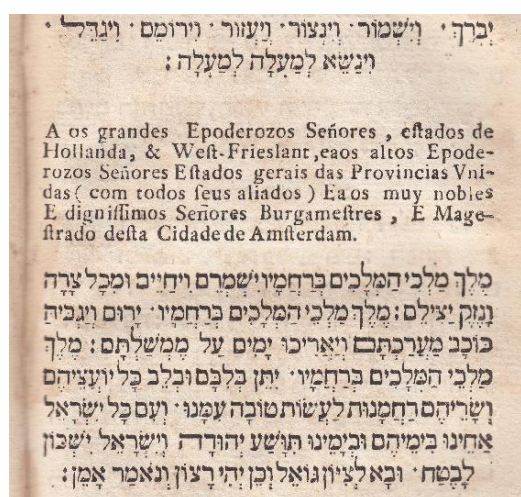 יְבָרֵךְ · וְיִשְׁמוֹר · וְיִנְצוֹר · וְיַעֲזוֹר · וִירוֹמֵם · וִיגַדֵּל ·
וִינַשֵּׂא לְמַעְלָה לְמַעְלָה :
A os grandes Epoderozos Señores , eſtados de
Hollanda, & Weſt-Frieslant ,eaos altos Epode-
rozos Señores Eſtados gerais das Provincias Vni-
das ( com todos ſeus aliados ) Eaos muy nobles
E digniſſimos Señores Burgameſtres , E Mage-
ſtrado deſta Cidade de Amſterdam.
מֶלֶךְ מַלְכֵי הַמְּלָכִים בְּרַחֲמָיו יִשְׁמְרֵם וִיחַיֵּים וּמִכָּל צָרָה
וָנֶזֶק יַצִּילֵם : מֶלֶךְ מַלְכֵי הַמְּלָכִים בְּרַחֲמָיו · יָרוּם וְיַגְבִּיהַּ
כּוֹכַב מַעֲרַכְתָּם וְיַאֲרִיכוּ יָמִים עַל מֶמְשַׁלְתָּם : מֶלֶךְ
מַלְכֵי הַמְּלָכִים בְּרַחֲמָיו · יִתֵּן בְּלִבָּם וּבְלֵב כָּל יוֹעֲצֵיהֶם
וְשָׂרֵיהֶם רַחֲמָנוּת לַעֲשׂוֹת טוֹבָה עִמָּנוּ · וְעִם כָּל יִשְׂרָאֵל
אַחֵינוּ בִּימֵיהֶם וּבְיָמֵינוּ תִּוָּשַׁע יְהוּדָה וְיִשְׂרָאֵל יִשְׁכּוֹן
לָבֶטַח · וּבָא לְצִיּוֹן גּוֹאֵל וְכֵן יְהִי רָצוֹן וְנֹאמַר אָמֵן :